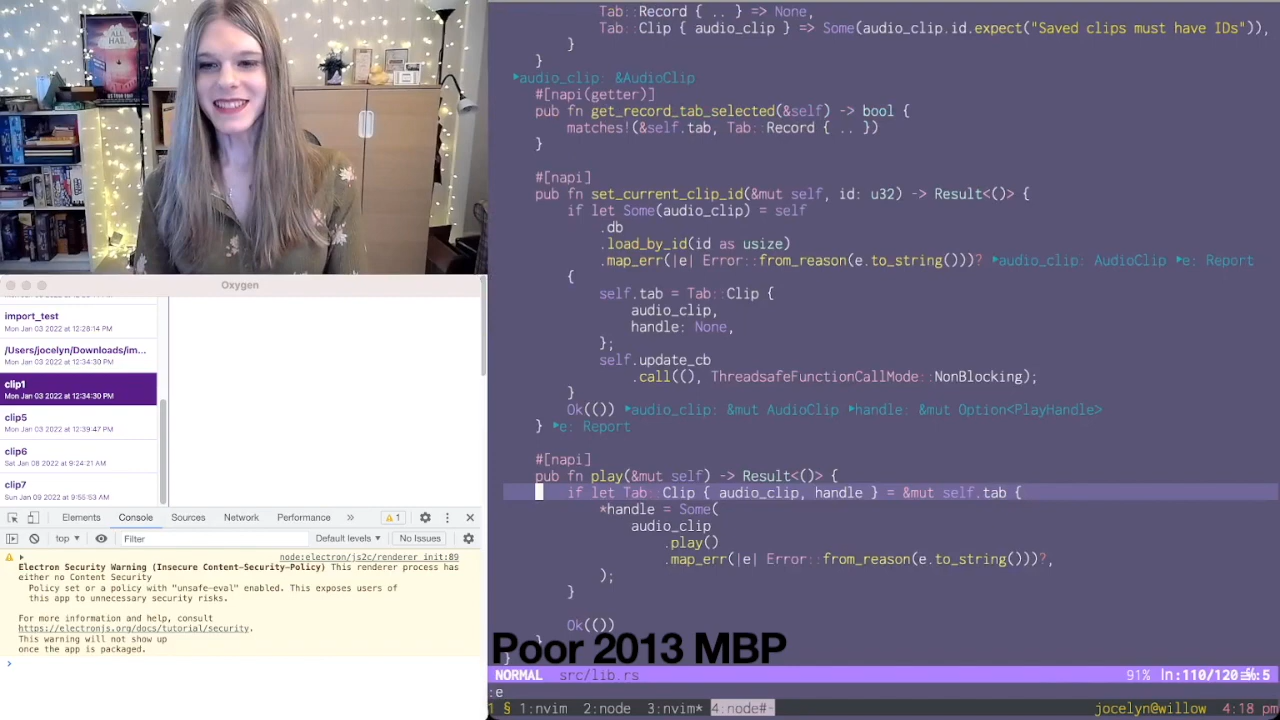 ALL
HAIL
Oxygen
import_test
Mon Jan 03 2022 at 12:28:14 PM
/Users/jocelyn/Downloads/im...
Mon Jan 03 2022 at 12:34:30 PM
clip1
Mon Jan 03 2022 at 12:34:30 PM
clip5
Mon Jan 03 2022 at 12:39:47 PM
clip6
Sat Jan 08 2022 at 9:24:21 AM
clip7
Sun Jan 09 2022 at 9:55:53 AM
Elements Console Sources Network Performance » 1
top ▾ Filter Default levels ▾ No Issues
node:electron/js2c/renderer_init:89
Electron Security Warning (Insecure Content-Security-Policy) This renderer process has
either no Content Security
Policy set or a policy with "unsafe-eval" enabled. This exposes users of
this app to unnecessary security risks.
For more information and help, consult
https://electronjs.org/docs/tutorial/security.
This warning will not show up
once the app is packaged.
Tab::Record { .. } => None,
Tab::Clip { audio_clip } => Some(audio_clip.id.expect("Saved clips must have IDs")),
}
}
▸audio_clip: &AudioClip
#[napi(getter)]
pub fn get_record_tab_selected(&self) -> bool {
matches!(&self.tab, Tab::Record { .. })
}
#[napi]
pub fn set_current_clip_id(&mut self, id: u32) -> Result<()> {
if let Some(audio_clip) = self
.db
.load_by_id(id as usize)
.map_err(|e| Error::from_reason(e.to_string()))? ▸audio_clip: AudioClip ▸e: Report
{
self.tab = Tab::Clip {
audio_clip,
handle: None,
};
self.update_cb
.call((), ThreadsafeFunctionCallMode::NonBlocking);
}
Ok(()) ▸audio_clip: &mut AudioClip ▸handle: &mut Option<PlayHandle>
} ▸e: Report
#[napi]
pub fn play(&mut self) -> Result<()> {
if let Tab::Clip { audio_clip, handle } = &mut self.tab {
*handle = Some(
audio_clip
.play()
.map_err(|e| Error::from_reason(e.to_string()))?,
);
}
Ok(())
Poor 2013 MBP
}
NORMAL src/lib.rs 91% ln:110/120
:e
1 § 1:nvim 2:node 3:nvim* 4:node#- jocelyn@willow 4:18 pm